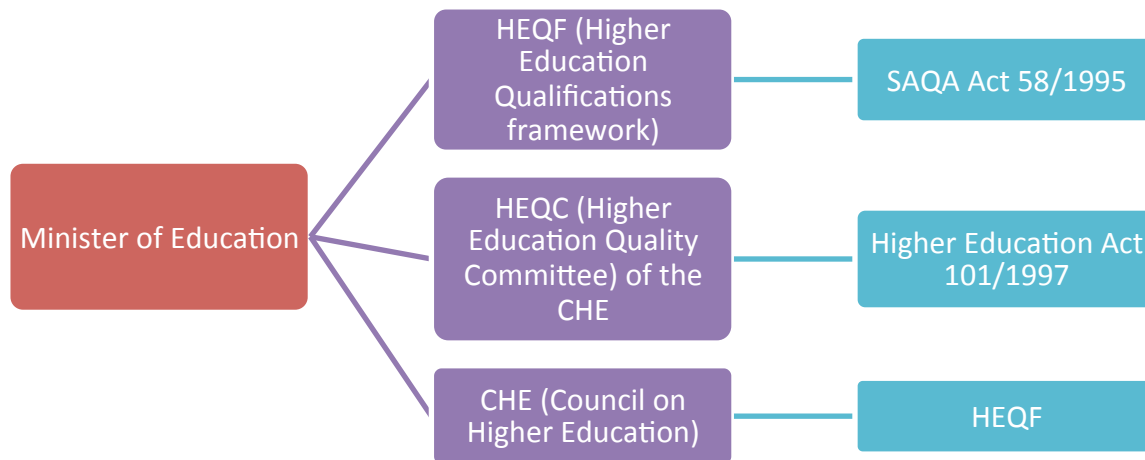 Minister of Education
HEQF (Higher
Education
Qualifications
framework)
SAQA Act 58/1995
HEQC (Higher
Education Quality
Committee) of the
CHE
Higher Education Act
101/1997
CHE (Council on
Higher Education)
HEQF